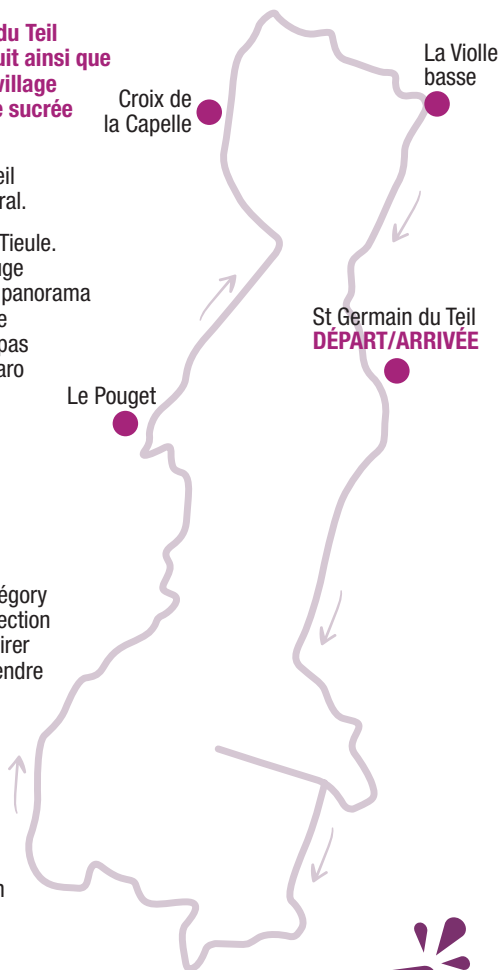 du Teil
uit ainsi que
village
e sucrée
eil
ral.
Tieule.
uge
panorama
e
pas
aro
égory
ection
irer
endre
n
La Violle
basse
Croix de
la Capelle
St Germain du Teil
DÉPART/ARRIVÉE
Le Pouget